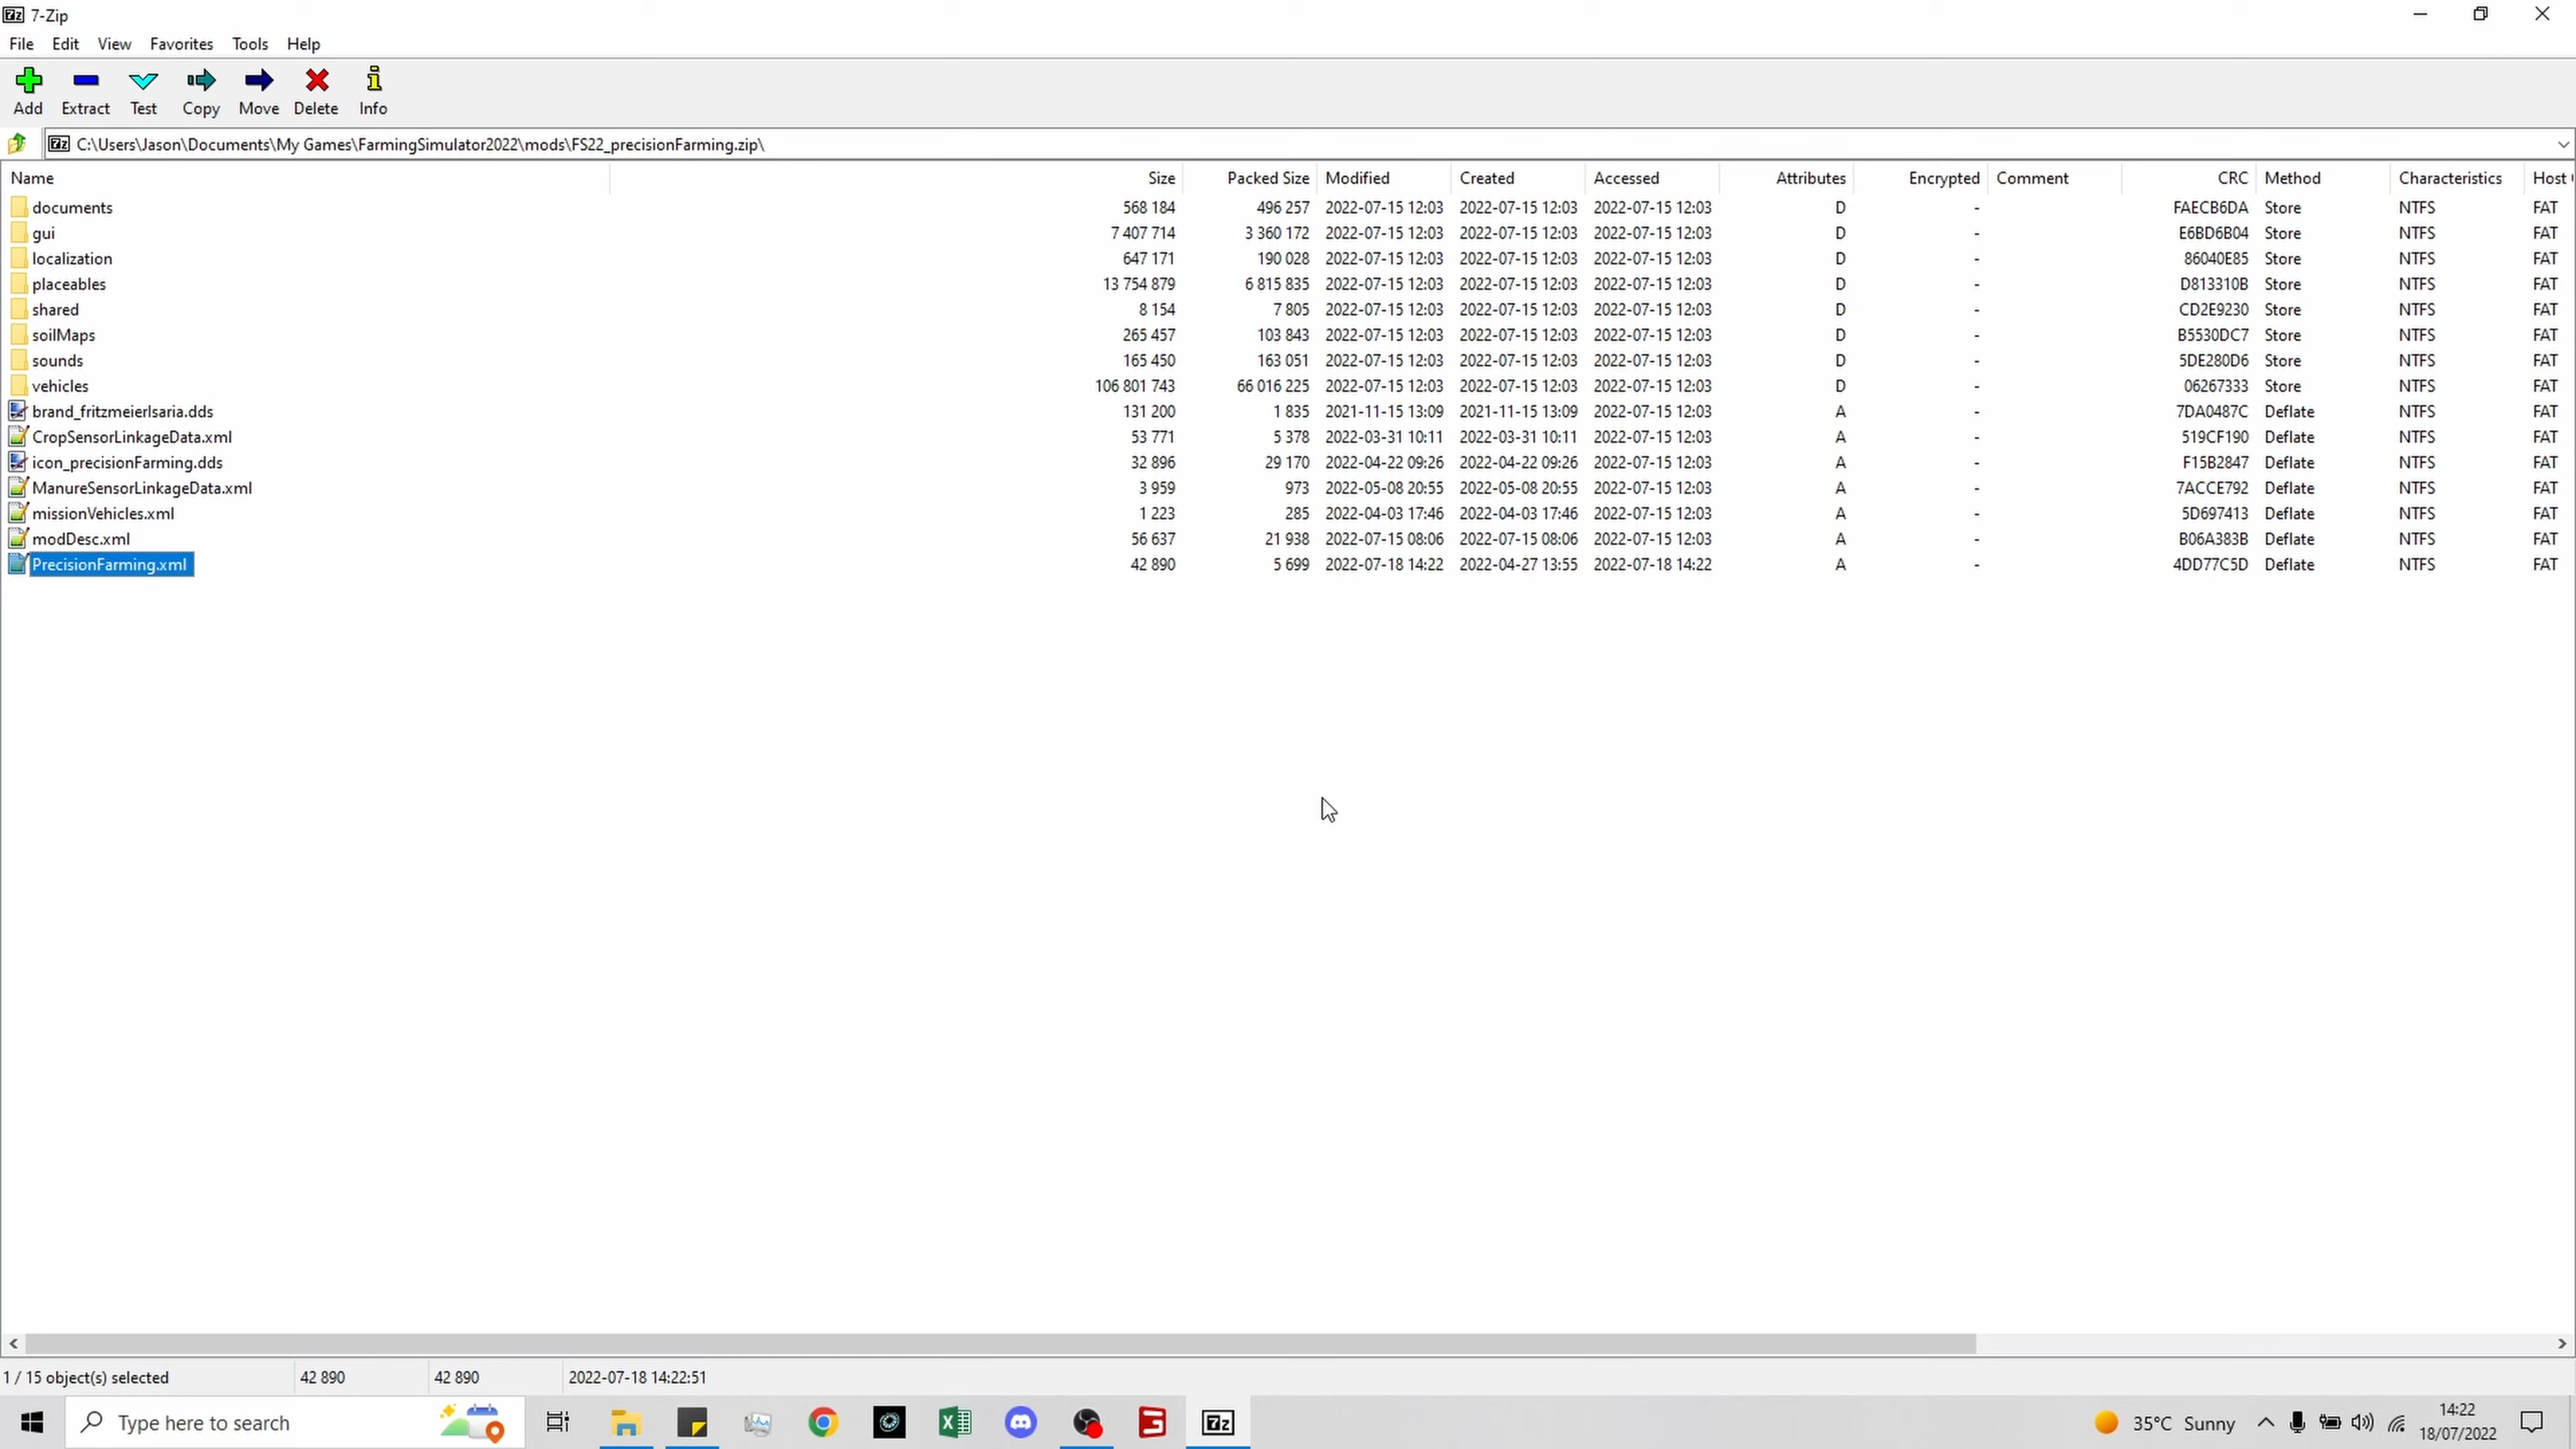 7-Zip
File Edit View Favorites Tools Help
Add Extract Test Copy Move Delete Info
C:\Users\Jason\Documents\My Games\FarmingSimulator2022\mods\FS22_precisionFarming.zip\
Name Size Packed Size Modified Created Accessed Attributes Encrypted Comment CRC Method Characteristics Host
documents 568 184 496 257 2022-07-15 12:03 2022-07-15 12:03 2022-07-15 12:03 D - FAECB6DA Store NTFS FAT
gui 7 407 714 3 360 172 2022-07-15 12:03 2022-07-15 12:03 2022-07-15 12:03 D - E6BD6B04 Store NTFS FAT
localization 647 171 190 028 2022-07-15 12:03 2022-07-15 12:03 2022-07-15 12:03 D - 86040E85 Store NTFS FAT
placeables 13 754 879 6 815 835 2022-07-15 12:03 2022-07-15 12:03 2022-07-15 12:03 D - D813310B Store NTFS FAT
shared 8 154 7 805 2022-07-15 12:03 2022-07-15 12:03 2022-07-15 12:03 D - CD2E9230 Store NTFS FAT
soilMaps 265 457 103 843 2022-07-15 12:03 2022-07-15 12:03 2022-07-15 12:03 D - B5530DC7 Store NTFS FAT
sounds 165 450 163 051 2022-07-15 12:03 2022-07-15 12:03 2022-07-15 12:03 D - 5DE280D6 Store NTFS FAT
vehicles 106 801 743 66 016 225 2022-07-15 12:03 2022-07-15 12:03 2022-07-15 12:03 D - 06267333 Store NTFS FAT
brand_fritzmeierIsaria.dds 131 200 1 835 2021-11-15 13:09 2021-11-15 13:09 2022-07-15 12:03 A - 7DA0487C Deflate NTFS FAT
CropSensorLinkageData.xml 53 771 5 378 2022-03-31 10:11 2022-03-31 10:11 2022-07-15 12:03 A - 519CF190 Deflate NTFS FAT
icon_precisionFarming.dds 32 896 29 170 2022-04-22 09:26 2022-04-22 09:26 2022-07-15 12:03 A - F15B2847 Deflate NTFS FAT
ManureSensorLinkageData.xml 3 959 973 2022-05-08 20:55 2022-05-08 20:55 2022-07-15 12:03 A - 7ACCE792 Deflate NTFS FAT
missionVehicles.xml 1 223 285 2022-04-03 17:46 2022-04-03 17:46 2022-07-15 12:03 A - 5D697413 Deflate NTFS FAT
modDesc.xml 56 637 21 938 2022-07-15 08:06 2022-07-15 08:06 2022-07-15 12:03 A - B06A383B Deflate NTFS FAT
PrecisionFarming.xml 42 890 5 699 2022-07-18 14:22 2022-04-27 13:55 2022-07-18 14:22 A - 4DD77C5D Deflate NTFS FAT
1 / 15 object(s) selected 42 890 42 890 2022-07-18 14:22:51
Type here to search 7z 35°C Sunny 14:22
18/07/2022